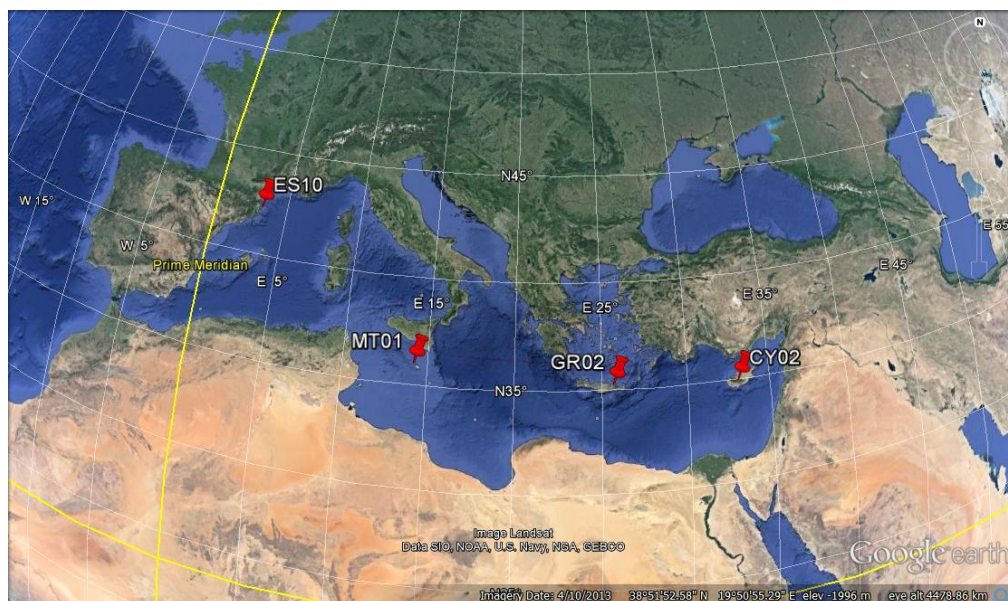 N
N45°
ES10
W 15°
W 5°
Prime Meridian
E 55
E 45°
E 5°
E 15°
E 25°
E 35°
MT01
GR02
CY02
N35°
Image Landsat
Data SIO, NOAA, U.S. Navy, NGA, GEBCO
Google earth
Imagery Date: 4/10/2013 38°51'52.58" N 19°50'55.29" E elev -1996 m eye alt 4478.86 km